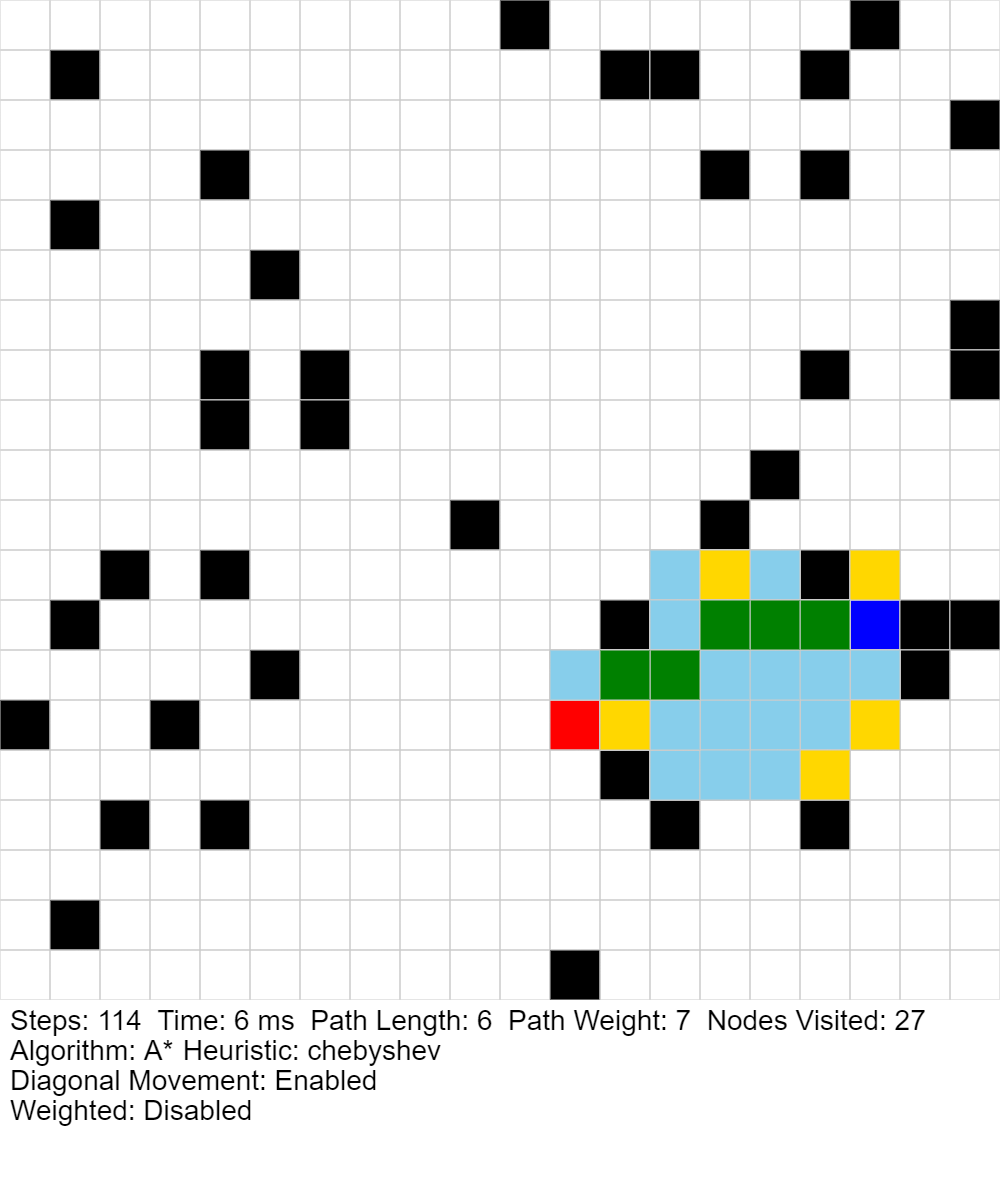 Steps: 114  Time: 6 ms  Path Length: 6  Path Weight: 7  Nodes Visited: 27
Algorithm: A* Heuristic: chebyshev
Diagonal Movement: Enabled
Weighted: Disabled